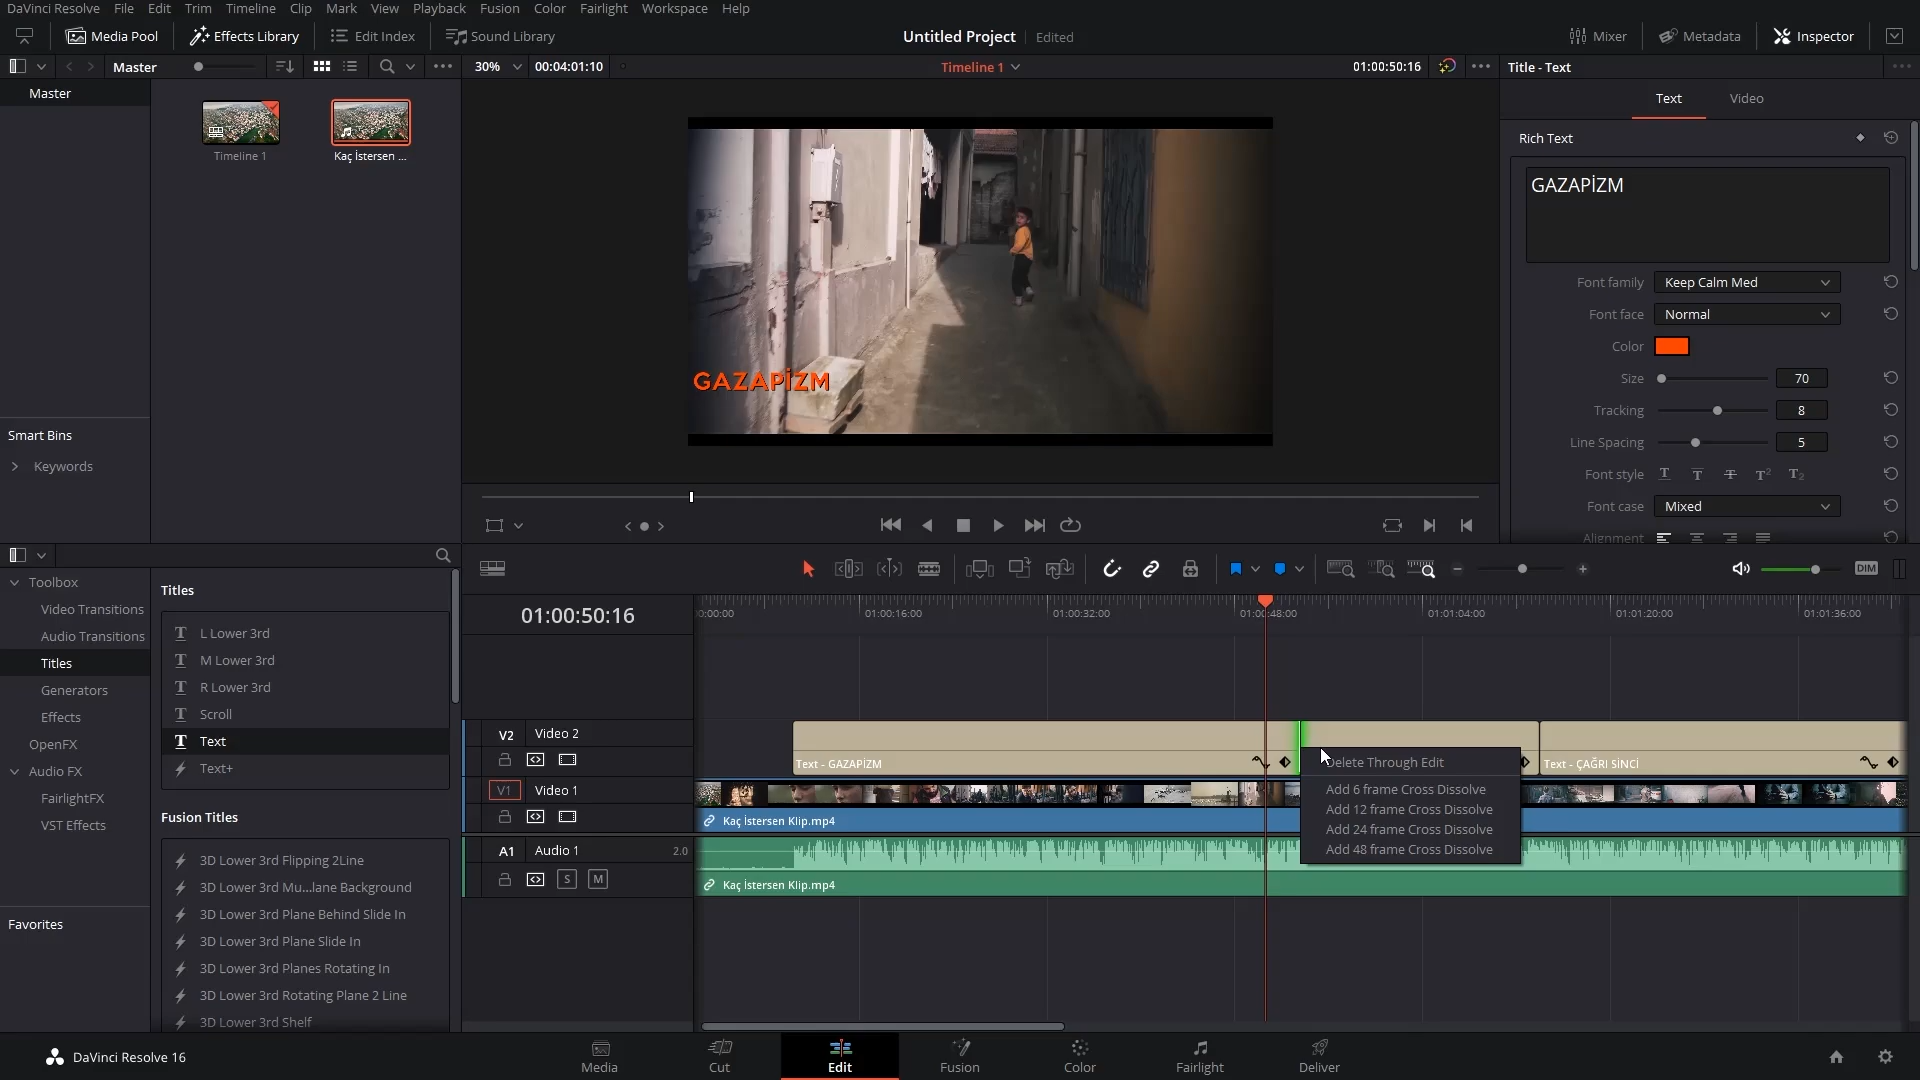 DaVinci Resolve File Edit Trim Timeline Clip Mark View Playback Fusion Color Fairlight Workspace Help
Media Pool Effects Library Edit Index Sound Library Untitled Project Edited Mixer Metadata Inspector
Master 30% 00:04:01:10 Timeline 1 01:00:50:16 Title - Text
Master
Timeline 1 Kaç İstersen ...
Text Video
Rich Text
GAZAPİZM
Font family Keep Calm Med
Font face Normal
Color
Size 70
Tracking 8
Line Spacing 5
Font style T T T T2 T2
Font case Mixed
Alignment
GAZAPİZM
Smart Bins
Keywords
Toolbox
Video Transitions
Audio Transitions
Titles
Generators
Effects
OpenFX
Audio FX
FairlightFX
VST Effects
Favorites
Titles
L Lower 3rd
M Lower 3rd
R Lower 3rd
Scroll
Text
Text+
Fusion Titles
3D Lower 3rd Flipping 2Line
3D Lower 3rd Mu...lane Background
3D Lower 3rd Plane Behind Slide In
3D Lower 3rd Plane Slide In
3D Lower 3rd Planes Rotating In
3D Lower 3rd Rotating Plane 2 Line
3D Lower 3rd Shelf
DIM
01:00:50:16
00:00:00 01:00:16:00 01:00:32:00 01:00:48:00 01:01:04:00 01:01:20:00 01:01:36:00
V2 Video 2
Text - GAZAPİZM
Text - ÇAĞRI SİNCİ
V1 Video 1
Kaç İstersen Klip.mp4
A1 Audio 1 2.0
S M
Kaç İstersen Klip.mp4
Delete Through Edit
Add 6 frame Cross Dissolve
Add 12 frame Cross Dissolve
Add 24 frame Cross Dissolve
Add 48 frame Cross Dissolve
DaVinci Resolve 16
Media Cut Edit Fusion Color Fairlight Deliver